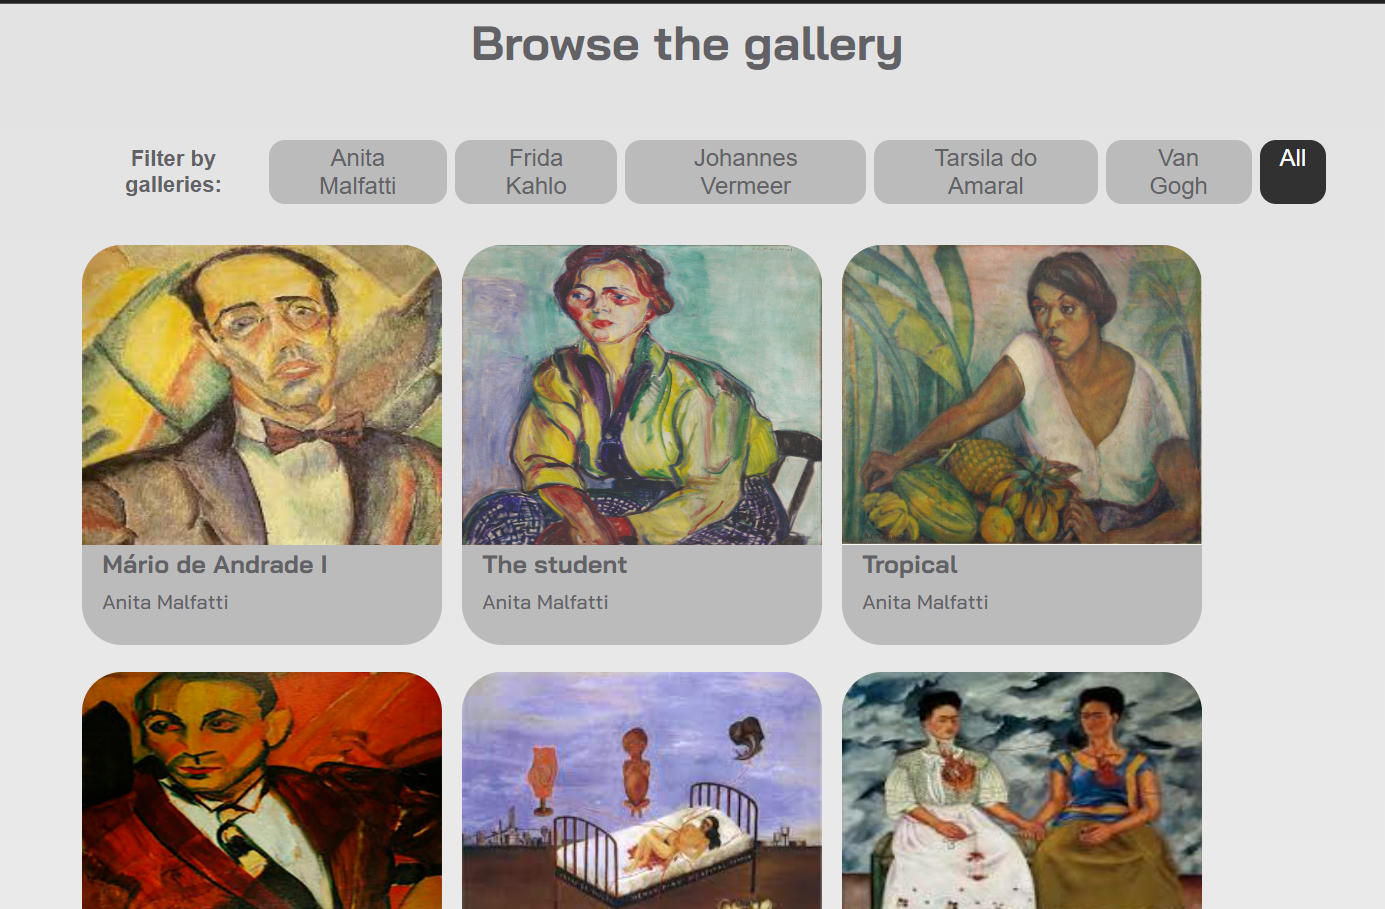 Browse the gallery
Filter by
galleries:
Anita
Malfatti
Frida
Kahlo
Johannes
Vermeer
Tarsila do
Amaral
Van
Gogh
All
Mário de Andrade I
Anita Malfatti
The student
Anita Malfatti
Tropical
Anita Malfatti